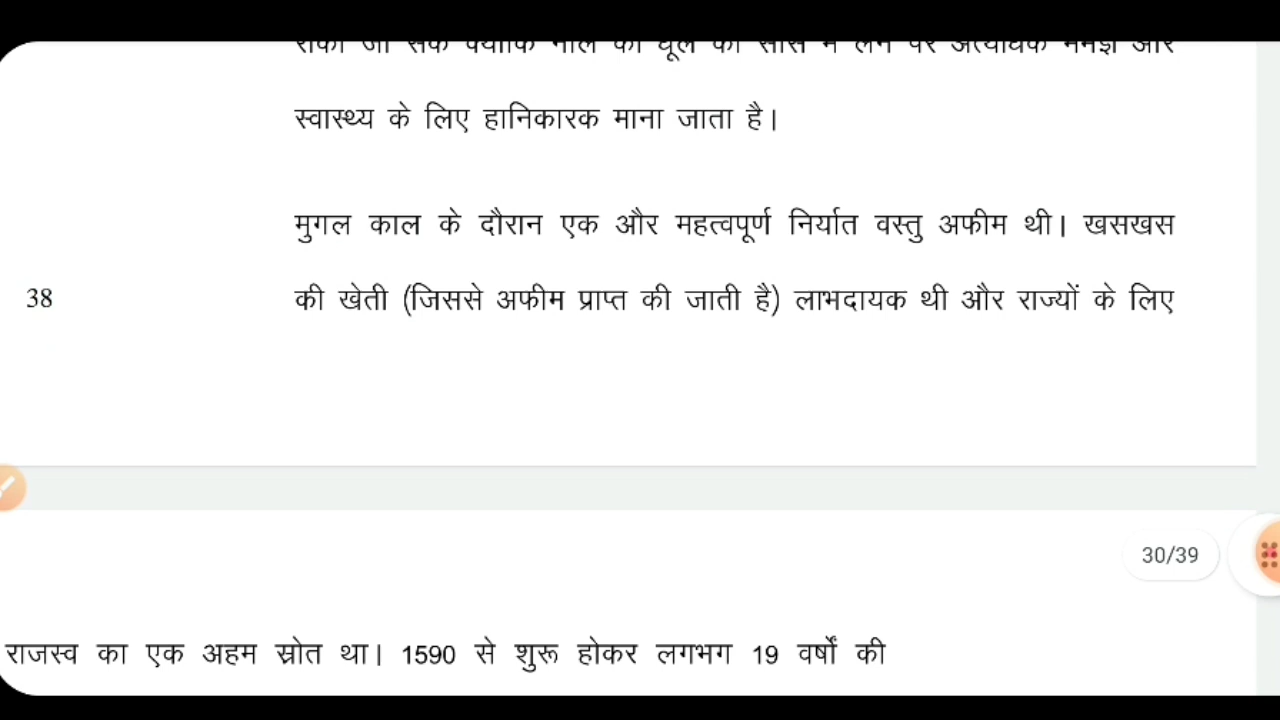 स्वास्थ्य के लिए हानिकारक माना जाता है।
मुगल काल के दौरान एक और महत्वपूर्ण निर्यात वस्तु अफीम थी। खसखस
38
की खेती (जिससे अफीम प्राप्त की जाती है) लाभदायक थी और राज्यों के लिए
30/39
राजस्व का एक अहम स्रोत था। 1590 से शुरू होकर लगभग 19 वर्षों की